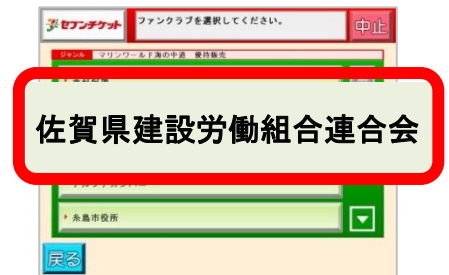 セブンチケット
ファンクラブを選択してください。
中止
ジャンル マリンワールド海の中道 優待販売
佐賀県建設労働組合連合会
糸島市役所
戻る